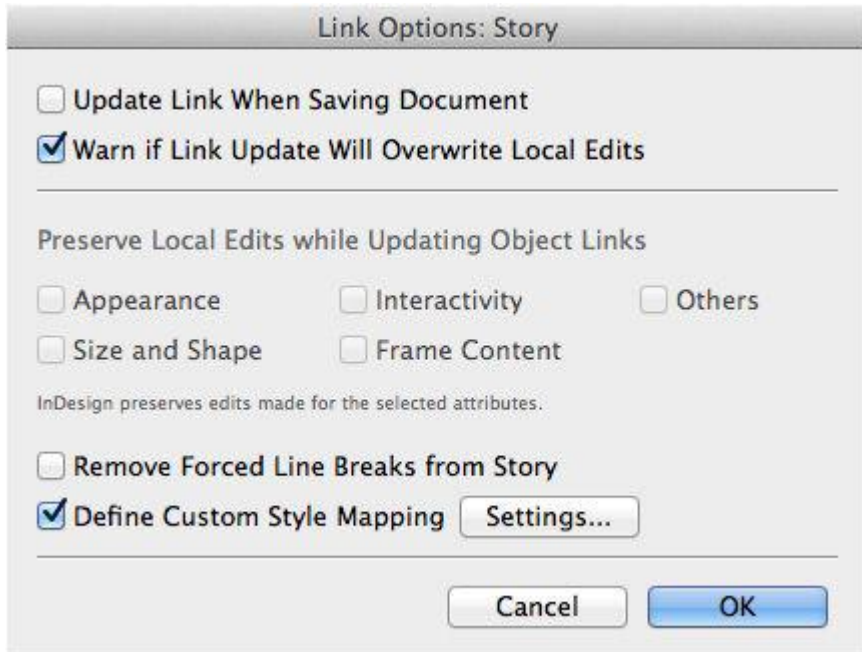 Link Options: Story
Update Link When Saving Document
Warn if Link Update Will Overwrite Local Edits
Preserve Local Edits while Updating Object Links
Appearance Interactivity Others
Size and Shape Frame Content
InDesign preserves edits made for the selected attributes.
Remove Forced Line Breaks from Story
Define Custom Style Mapping Settings...
Cancel OK